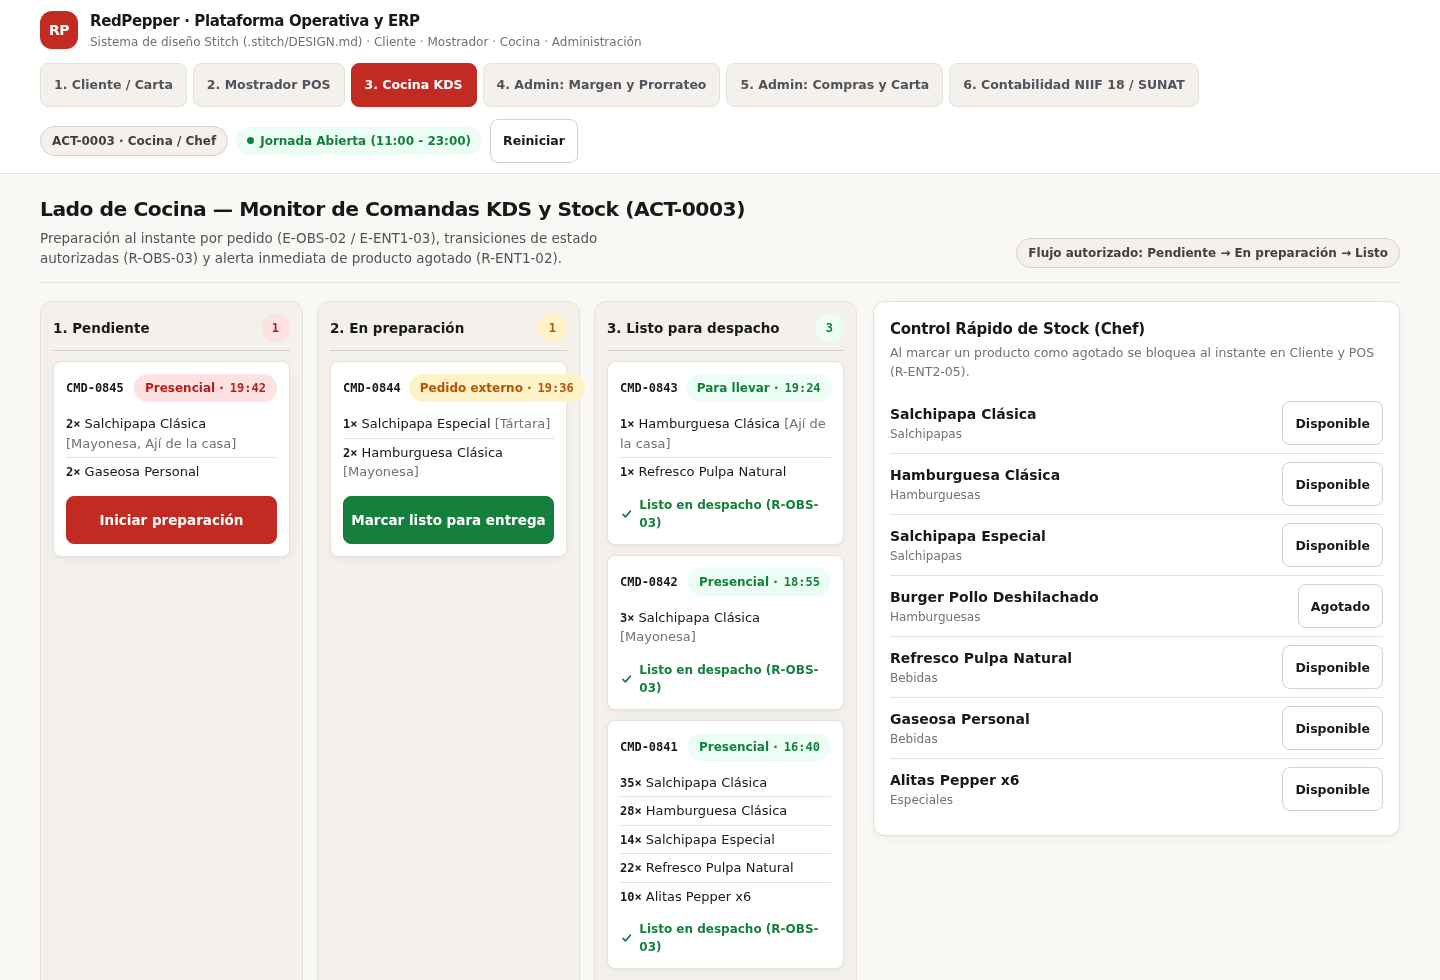 RP
RedPepper · Plataforma Operativa y ERP
Sistema de diseño Stitch (.stitch/DESIGN.md) · Cliente · Mostrador · Cocina · Administración
1. Cliente / Carta
2. Mostrador POS
3. Cocina KDS
4. Admin: Margen y Prorrateo
5. Admin: Compras y Carta
6. Contabilidad NIIF 18 / SUNAT
ACT-0003 · Cocina / Chef
Jornada Abierta (11:00 - 23:00)
Reiniciar
Lado de Cocina — Monitor de Comandas KDS y Stock (ACT-0003)
Preparación al instante por pedido (E-OBS-02 / E-ENT1-03), transiciones de estado
autorizadas (R-OBS-03) y alerta inmediata de producto agotado (R-ENT1-02).
Flujo autorizado: Pendiente → En preparación → Listo
1. Pendiente
1
CMD-0845
Presencial · 19:42
2× Salchipapa Clásica
[Mayonesa, Ají de la casa]
2× Gaseosa Personal
Iniciar preparación
2. En preparación
1
CMD-0844
Pedido externo · 19:36
1× Salchipapa Especial [Tártara]
2× Hamburguesa Clásica
[Mayonesa]
Marcar listo para entrega
3. Listo para despacho
3
CMD-0843
Para llevar · 19:24
1× Hamburguesa Clásica [Ají de
la casa]
1× Refresco Pulpa Natural
Listo en despacho (R-OBS-
03)
CMD-0842
Presencial · 18:55
3× Salchipapa Clásica
[Mayonesa]
Listo en despacho (R-OBS-
03)
CMD-0841
Presencial · 16:40
35× Salchipapa Clásica
28× Hamburguesa Clásica
14× Salchipapa Especial
22× Refresco Pulpa Natural
10× Alitas Pepper x6
Listo en despacho (R-OBS-
03)
Control Rápido de Stock (Chef)
Al marcar un producto como agotado se bloquea al instante en Cliente y POS
(R-ENT2-05).
Salchipapa Clásica
Salchipapas
Disponible
Hamburguesa Clásica
Hamburguesas
Disponible
Salchipapa Especial
Salchipapas
Disponible
Burger Pollo Deshilachado
Hamburguesas
Agotado
Refresco Pulpa Natural
Bebidas
Disponible
Gaseosa Personal
Bebidas
Disponible
Alitas Pepper x6
Especiales
Disponible